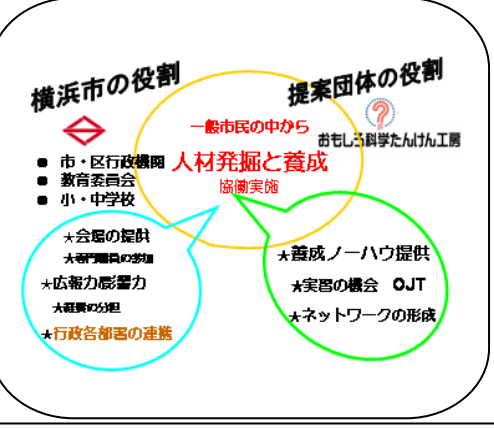 横浜市の役割
提案団体の役割
おもしろ科学たんけん工房
一般市民の中から
人材発掘と養成
協働実施
● 市・区行政機関
● 教育委員会
● 小・中学校
★会場の提供
★専門職員の参加
★広報力影響力
★経費の分担
★行政各部署の連携
★養成ノーハウ提供
★実習の機会 OJT
★ネットワークの形成